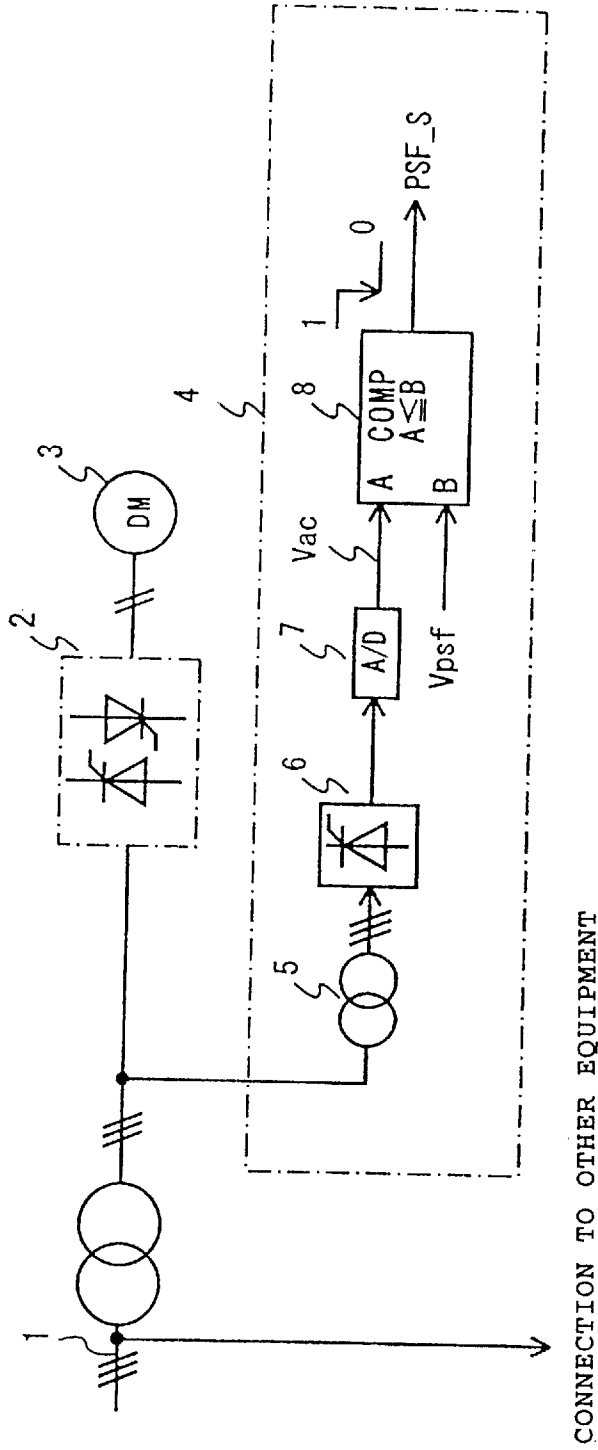 1
2
3
DM
4
5
6
7
A/D
Vac
Vpsf
8
A COMP
A≦B
B
1
0
PSF_S
CONNECTION TO OTHER EQUIPMENT